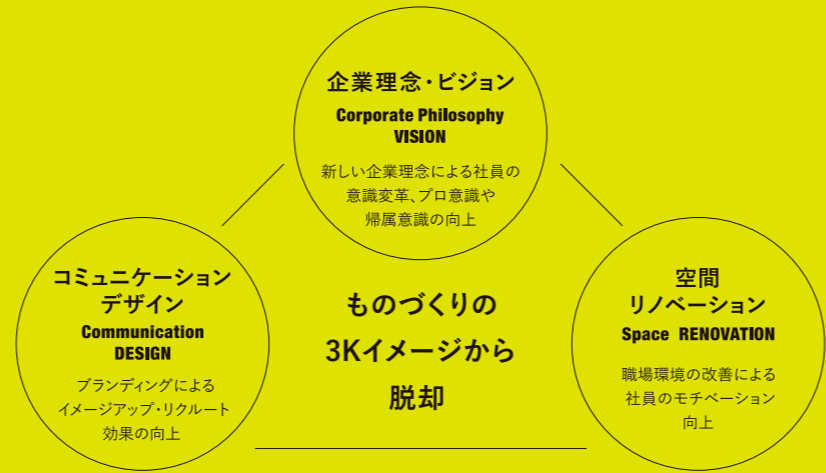 企業理念・ビジョン
Corporate Philosophy
VISION
新しい企業理念による社員の
意識変革、プロ意識や
帰属意識の向上
コミュニケーション
デザイン
Communication
DESIGN
ブランディングによる
イメージアップ・リクルート
効果の向上
ものづくりの
3Kイメージから
脱却
空間
リノベーション
Space RENOVATION
職場環境の改善による
社員のモチベーション
向上